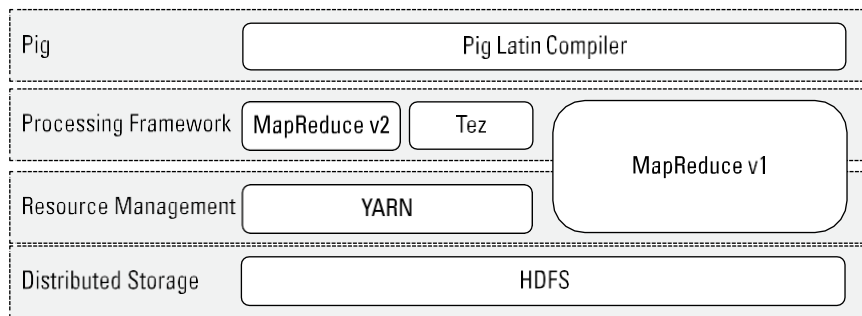 Pig
Pig Latin Compiler
Processing Framework
MapReduce v2
Tez
MapReduce v1
Resource Management
YARN
Distributed Storage
HDFS